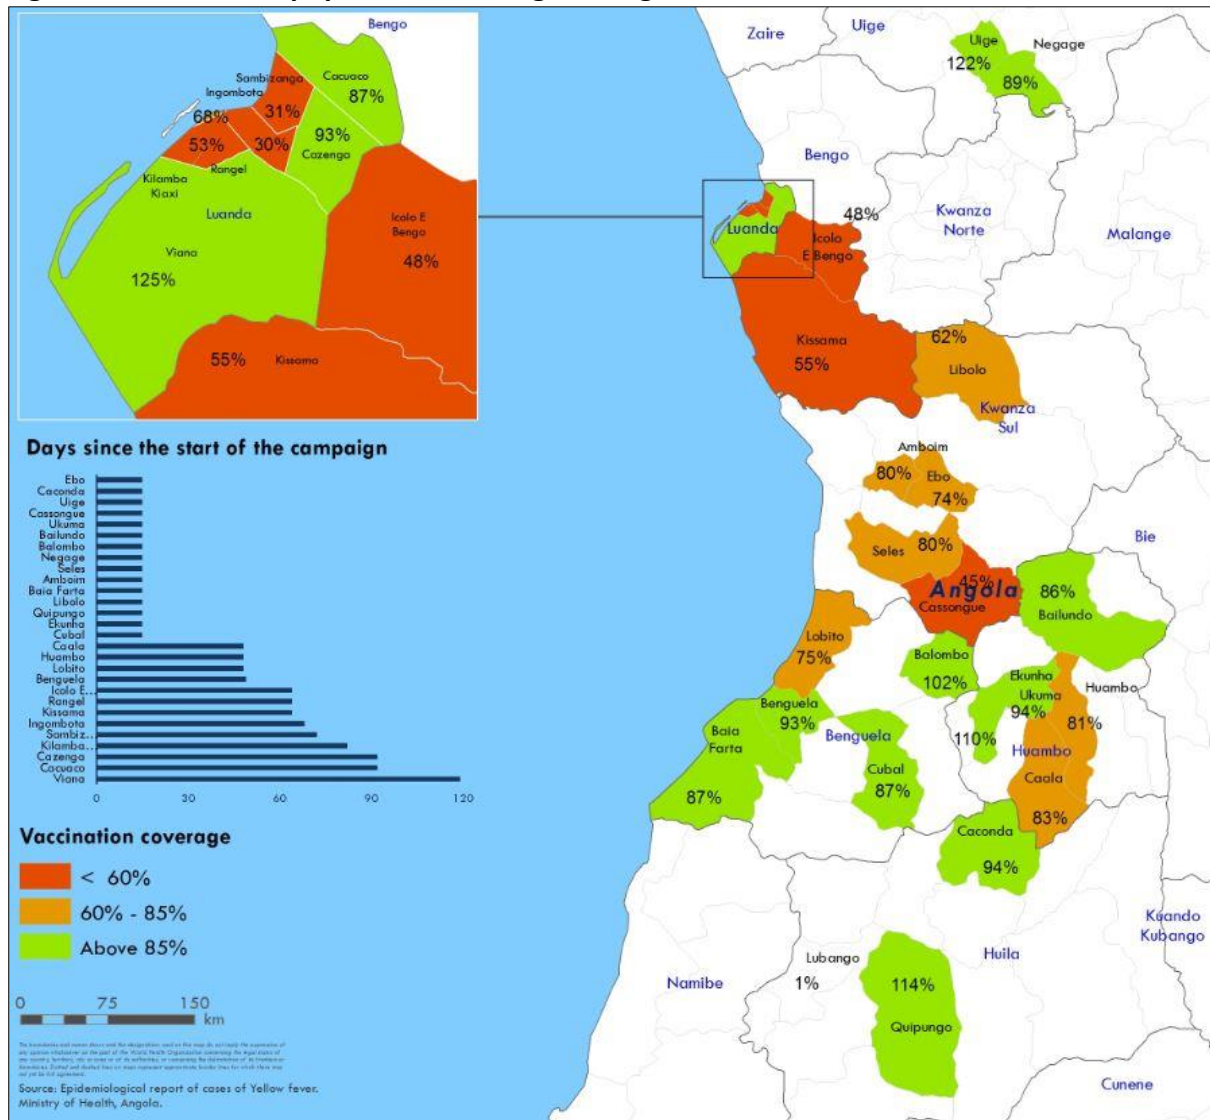 Bengo
Sambizanga
Ingombota
Cacuaco
87%
68%
31%
93%
53%
30%
Cazengo
Rangel
Kilamba
Kiaxi
Luanda
Icolo E
Bengo
48%
Viana
125%
55%
Kissama
Zaire
Uige
Uige
Negage
122%
89%
Bengo
48%
Kwanza
Norte
Malange
Luanda
Icolo
E Bengo
Kissama
55%
62%
Libolo
Kwanza
Sul
Amboim
80%
Ebo
74%
Bie
Seles
80%
45%
Angola
Cassongue
86%
Bailundo
Lobito
75%
Balombo
102%
Ekunha
Ukuma
94%
Huambo
81%
Benguela
93%
Baia
Farta
Benguela
110%
Huambo
Caala
Cubal
87%
87%
83%
Caconda
94%
Kuando
Kubango
Lubango
1%
Huila
Namibe
114%
Quipungo
Cunene
Days since the start of the campaign
Ebo
Caconda
Uige
Cassongue
Ukuma
Bailundo
Balombo
Negage
Seles
Amboim
Baia Farta
Libolo
Quipungo
Ekunha
Cubal
Caala
Huambo
Lobito
Benguela
Icolo E...
Rangel
Kissama
Ingombota
Sambiz...
Kilamba...
Cazenga
Cacuaco
Viana
0 30 60 90 120
Vaccination coverage
< 60%
60% - 85%
Above 85%
0 75 150
km
Source: Epidemiological report of cases of Yellow fever.
Ministry of Health, Angola.